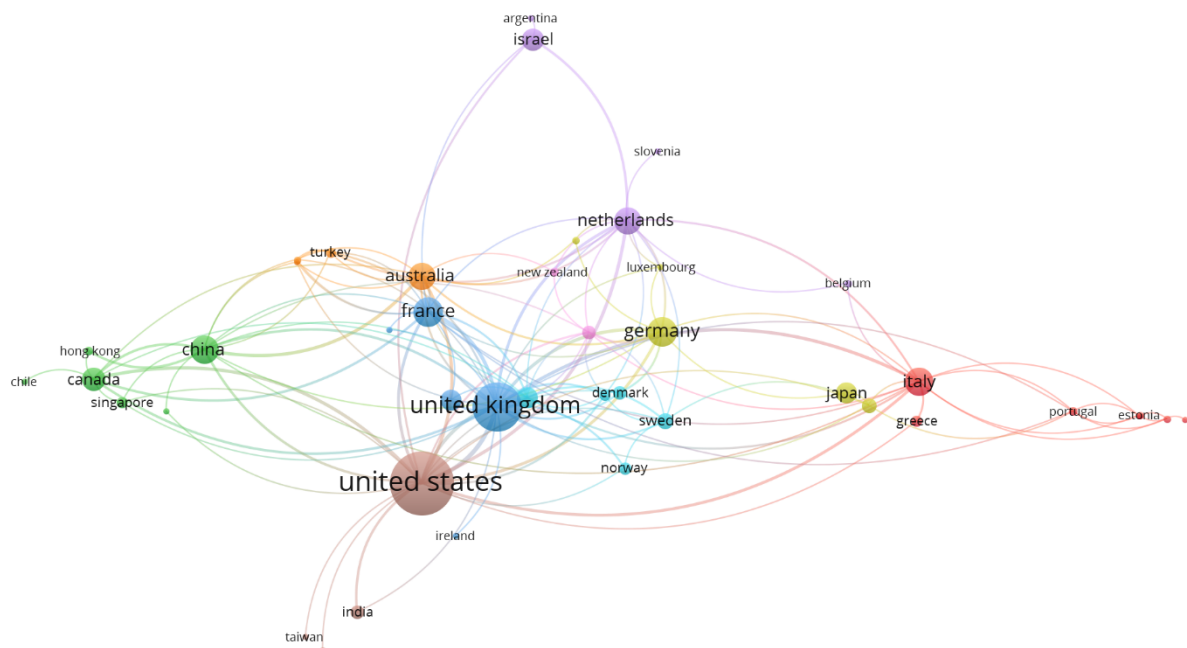 argentina
israel
slovenia
netherlands
turkey
australia
new zealand
luxembourg
belgium
france
germany
china
hong kong
chile
canada
singapore
united kingdom
denmark
sweden
japan
italy
greece
portugal
estonia
norway
united states
ireland
india
taiwan